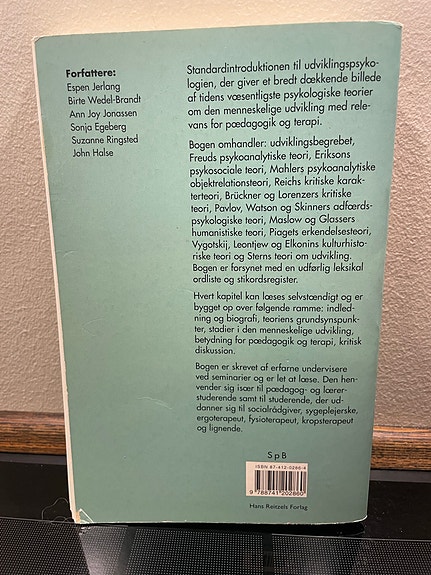 Forfattere:
Espen Jerlang
Birte Wedel-Brandt
Ann Joy Jonassen
Sonja Egeberg
Suzanne Ringsted
John Halse
Standardintroduktionen til udviklingspsyko-
logien, der giver et bredt dækkende billede
af tidens væsentligste psykologiske teorier
om den menneskelige udvikling med rele-
vans for pædagogik og terapi.
Bogen omhandler: udviklingsbegrebet,
Freuds psykoanalytiske teori, Eriksons
psykosociale teori, Mahlers psykoanalytiske
objektrelationsteori, Reichs kritiske karak-
terteori, Brückner og Lorenzers kritiske
teori, Pavlov, Watson og Skinners adfærds-
psykologiske teori, Maslow og Glassers
humanistiske teori, Piagets erkendelsesteori,
Vygotskij, Leontjew og Elkonins kulturhisto-
riske teori og Sterns teori om udvikling.
Bogen er forsynet med en udførlig leksikal
ordliste og stikordsregister.
Hvert kapitel kan læses selvstændigt og er
bygget op over følgende ramme: indled-
ning og biografi, teoriens grundsynspunk-
ter, stadier i den menneskelige udvikling,
betydning for pædagogik og terapi, kritisk
diskussion.
Bogen er skrevet af erfarne undervisere
ved seminarier og er let at læse. Den hen-
vender sig især til pædagog- og lærer-
studerende samt til studerende, der ud-
danner sig til socialrådgiver, sygeplejerske,
ergoterapeut, fysioterapeut, kropsterapeut
og lignende.
SpB
ISBN 87-412-0286-6
9 788741 202860
Hans Reitzels Forlag